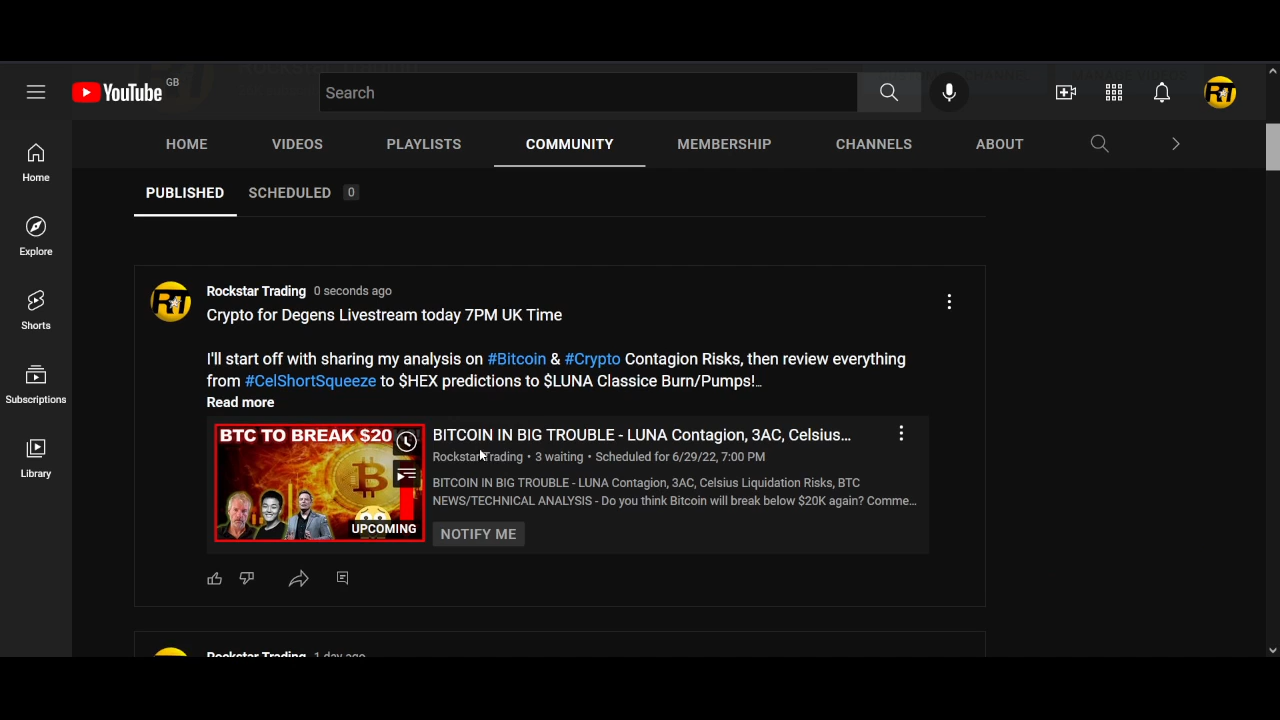 YouTube GB
Search
HOME VIDEOS PLAYLISTS COMMUNITY MEMBERSHIP CHANNELS ABOUT
Home
Explore
Shorts
Subscriptions
Library
PUBLISHED SCHEDULED 0
RT
Rockstar Trading 0 seconds ago
Crypto for Degens Livestream today 7PM UK Time
I'll start off with sharing my analysis on #Bitcoin & #Crypto Contagion Risks, then review everything
from #CelShortSqueeze to $HEX predictions to $LUNA Classice Burn/Pumps!...
Read more
BTC TO BREAK $20
UPCOMING
BITCOIN IN BIG TROUBLE - LUNA Contagion, 3AC, Celsius...
Rockstar Trading • 3 waiting • Scheduled for 6/29/22, 7:00 PM
BITCOIN IN BIG TROUBLE - LUNA Contagion, 3AC, Celsius Liquidation Risks, BTC
NEWS/TECHNICAL ANALYSIS - Do you think Bitcoin will break below $20K again? Comme...
NOTIFY ME
Rockstar Trading 1 day ago